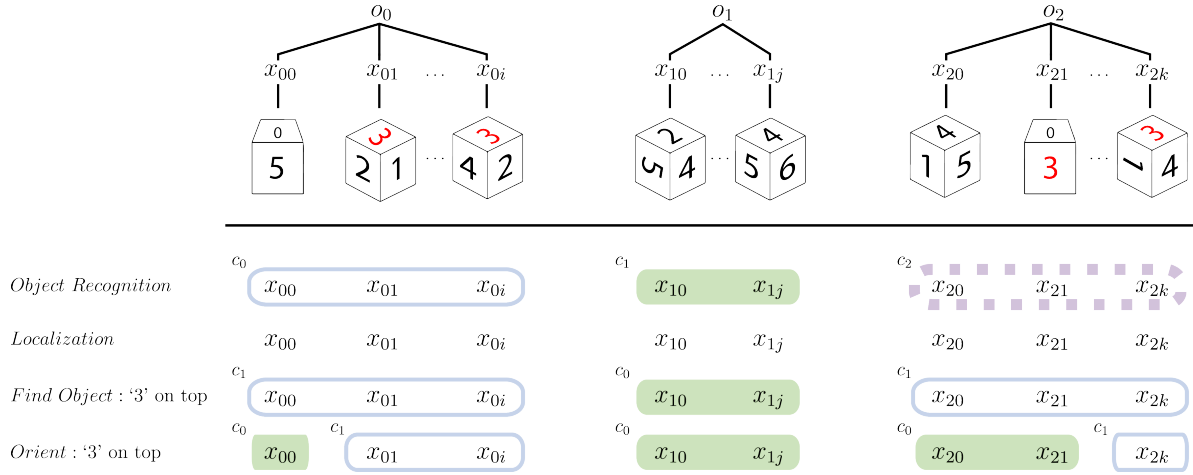 o₀ o₁ o₂
x₀₀ x₀₁ … x₀ᵢ x₁₀ … x₁ⱼ x₂₀ x₂₁ … x₂ₖ
0 3 3 2 4 4 0 3
5 2 1 … 4 2 5 4 … 5 6 1 5 3 … 1 4
c₀ c₁ c₂
Object Recognition x₀₀ x₀₁ x₀ᵢ x₁₀ x₁ⱼ x₂₀ x₂₁ x₂ₖ
Localization x₀₀ x₀₁ x₀ᵢ x₁₀ x₁ⱼ x₂₀ x₂₁ x₂ₖ
c₁ c₀ c₁
Find Object : ‘3’ on top x₀₀ x₀₁ x₀ᵢ x₁₀ x₁ⱼ x₂₀ x₂₁ x₂ₖ
c₀ c₁ c₀ c₀ c₁
Orient : ‘3’ on top x₀₀ x₀₁ x₀ᵢ x₁₀ x₁ⱼ x₂₀ x₂₁ x₂ₖ